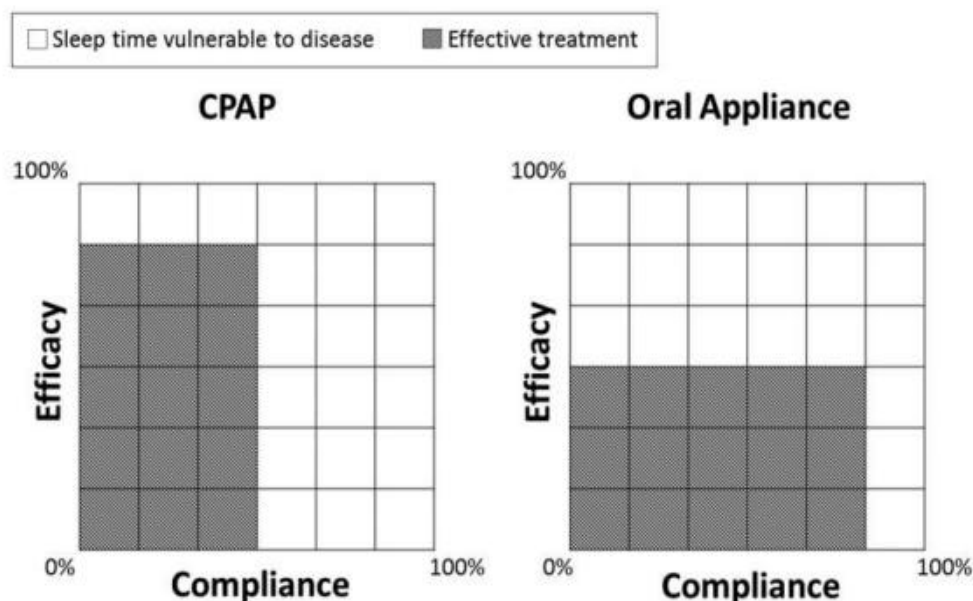 Sleep time vulnerable to disease Effective treatment
CPAP Oral Appliance
100% 100%
Efficacy Efficacy
0% 100% 0% 100%
Compliance Compliance